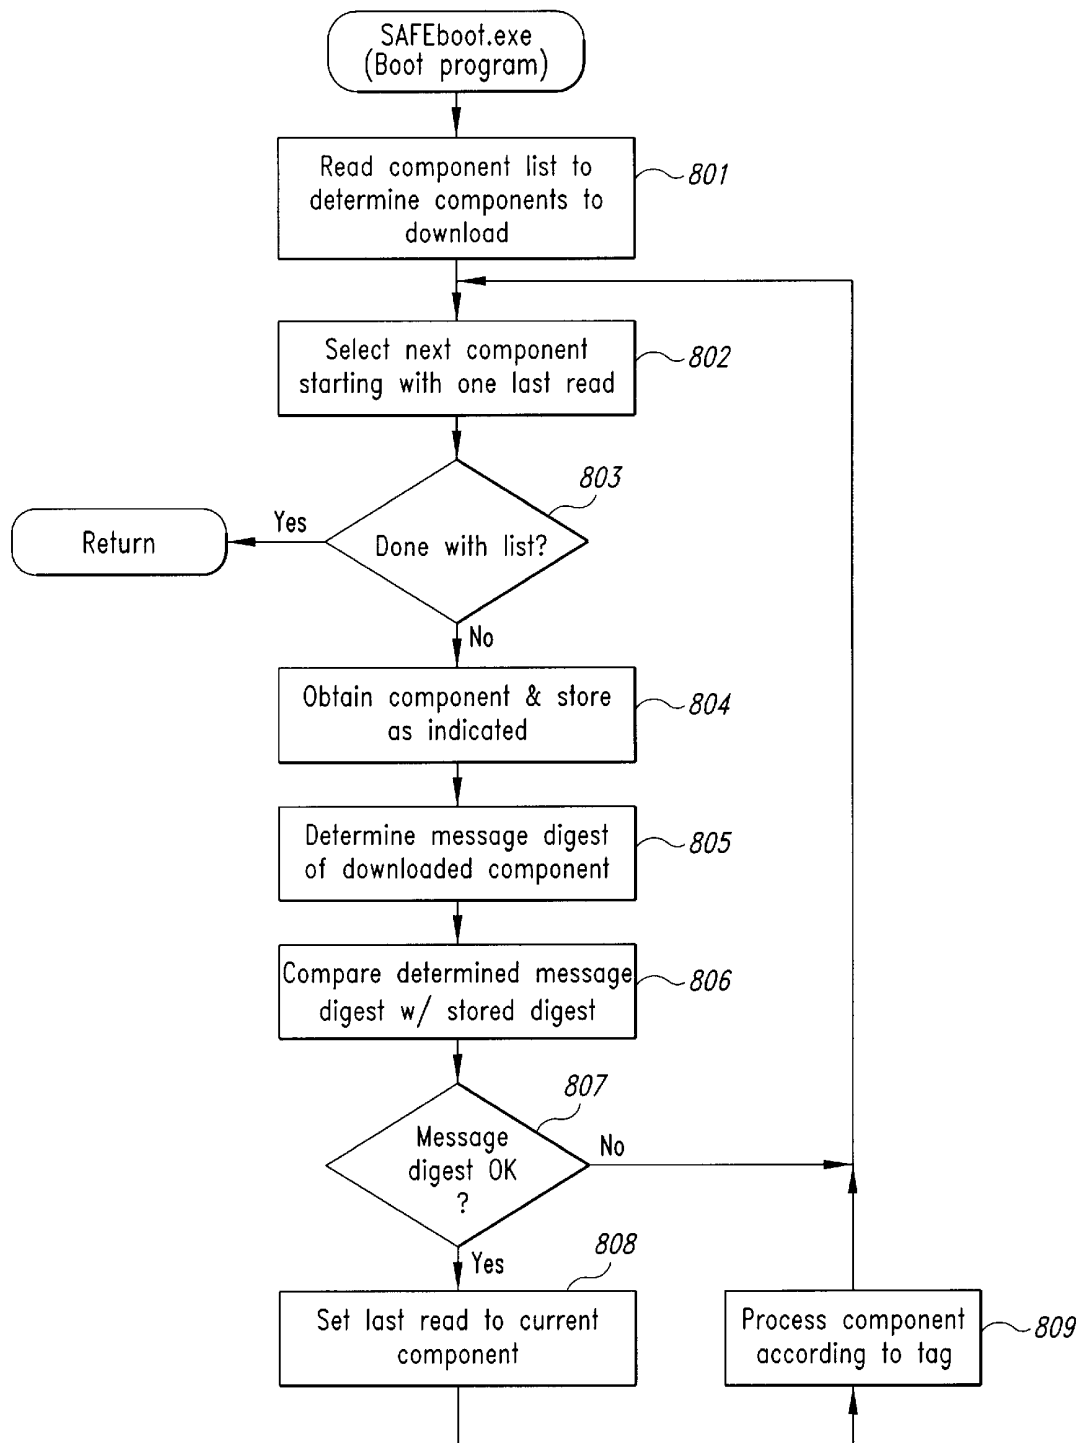 SAFEboot.exe
(Boot program)
Read component list to
determine components to
download
801
Select next component
starting with one last read
802
803
Done with list?
Yes
Return
No
Obtain component & store
as indicated
804
Determine message digest
of downloaded component
805
Compare determined message
digest w/ stored digest
806
807
Message
digest OK
?
No
Yes
808
Set last read to current
component
Process component
according to tag
809